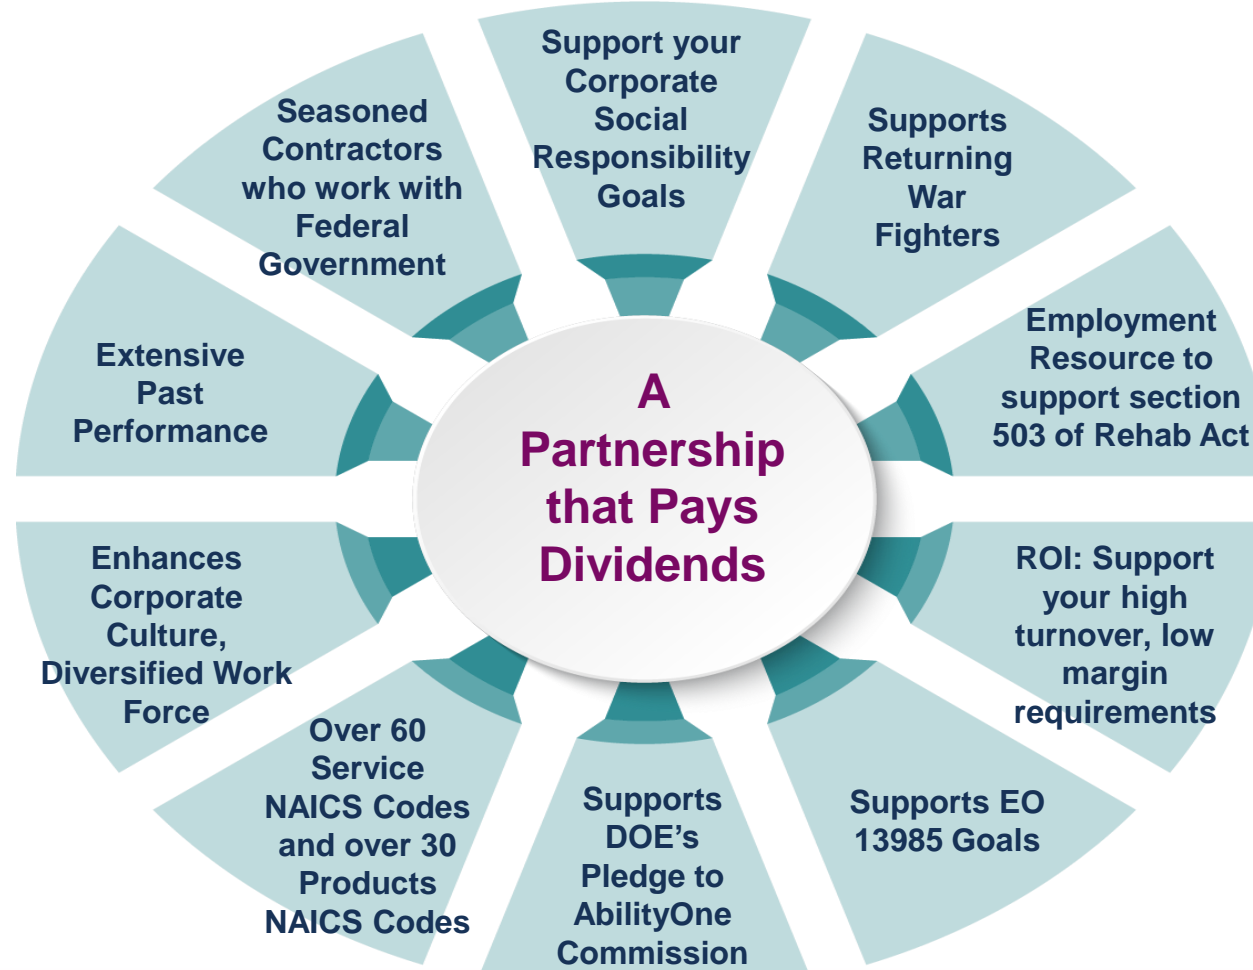 Support your
Corporate
Social
Responsibility
Goals
Supports
Returning
War
Fighters
Employment
Resource to
support section
503 of Rehab Act
ROI: Support
your high
turnover, low
margin
requirements
Supports EO
13985 Goals
Supports
DOE’s
Pledge to
AbilityOne
Commission
Over 60
Service
NAICS Codes
and over 30
Products
NAICS Codes
Enhances
Corporate
Culture,
Diversified Work
Force
Extensive
Past
Performance
Seasoned
Contractors
who work with
Federal
Government
A
Partnership
that Pays
Dividends